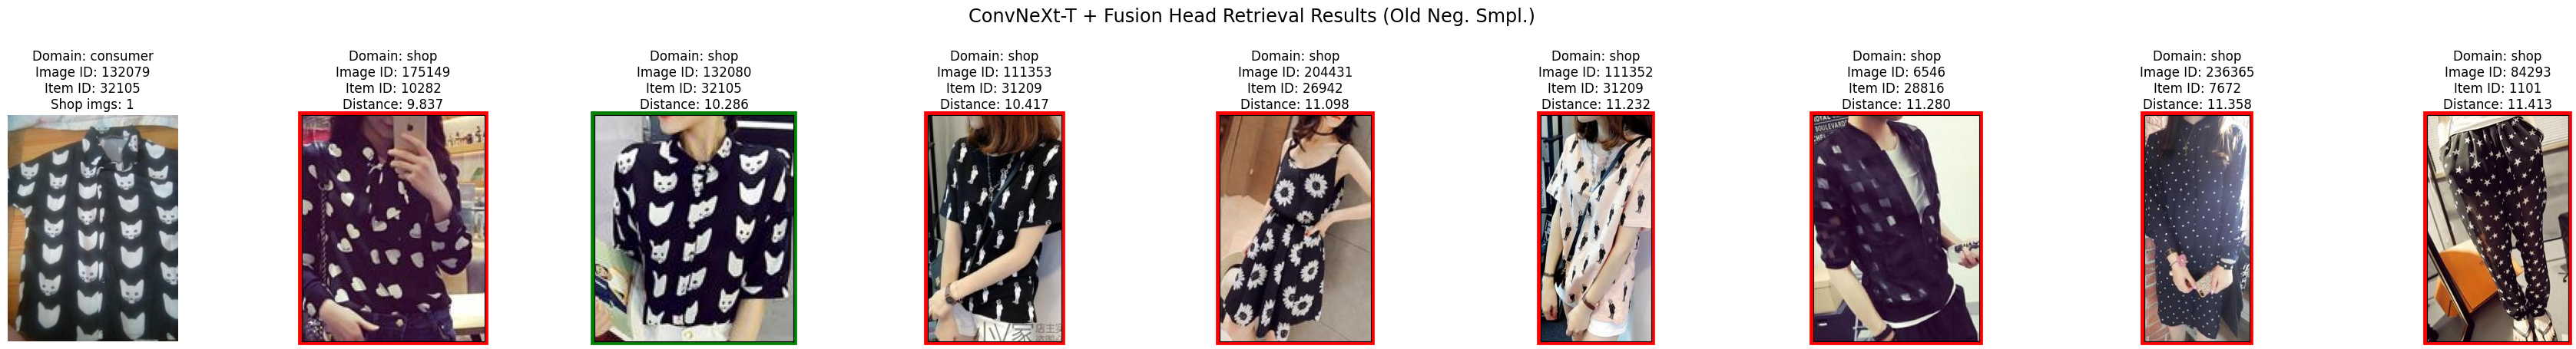 ConvNeXt-T + Fusion Head Retrieval Results (Old Neg. Smpl.)
Domain: consumer
Image ID: 132079
Item ID: 32105
Shop imgs: 1
Domain: shop
Image ID: 175149
Item ID: 10282
Distance: 9.837
Domain: shop
Image ID: 132080
Item ID: 32105
Distance: 10.286
Domain: shop
Image ID: 111353
Item ID: 31209
Distance: 10.417
Domain: shop
Image ID: 204431
Item ID: 26942
Distance: 11.098
Domain: shop
Image ID: 111352
Item ID: 31209
Distance: 11.232
Domain: shop
Image ID: 6546
Item ID: 28816
Distance: 11.280
Domain: shop
Image ID: 236365
Item ID: 7672
Distance: 11.358
Domain: shop
Image ID: 84293
Item ID: 1101
Distance: 11.413
BOULEVARD